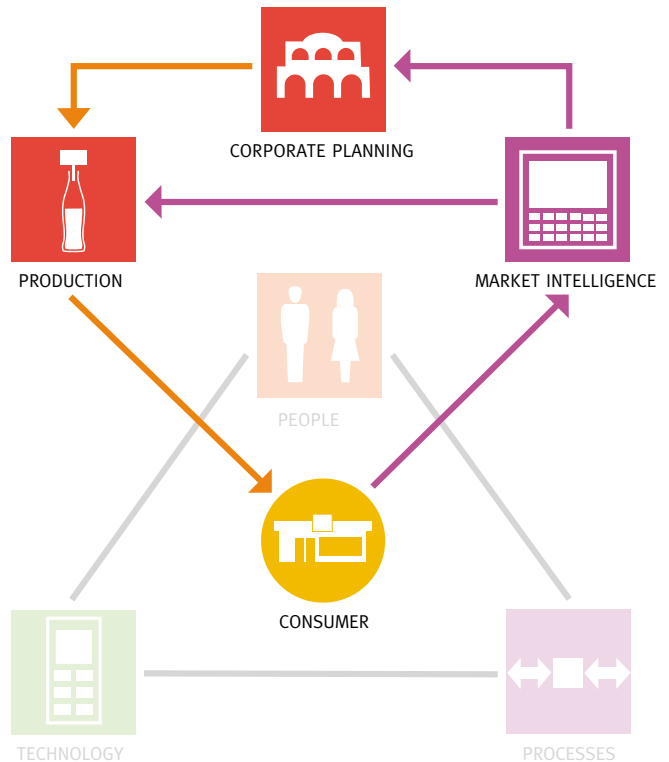 CORPORATE PLANNING
PRODUCTION
MARKET INTELLIGENCE
PEOPLE
CONSUMER
TECHNOLOGY
PROCESSES